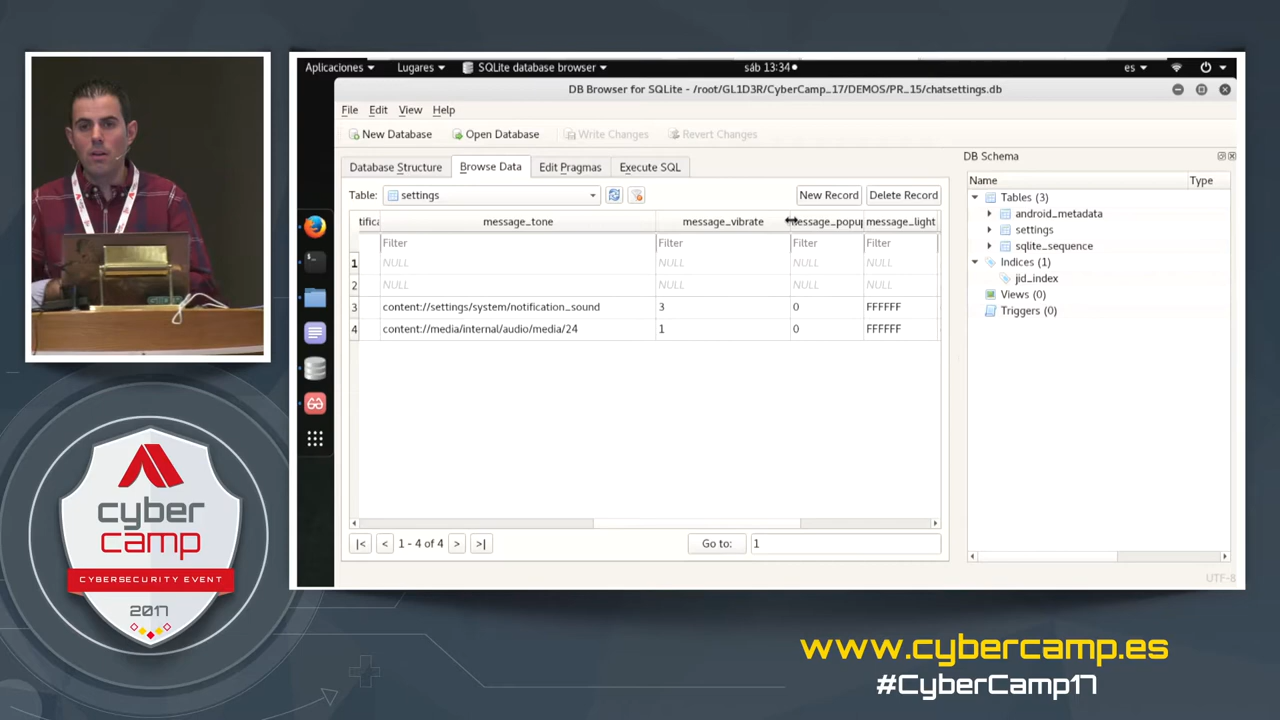 Aplicaciones Lugares SQLite database browser sáb 13:34 es
DB Browser for SQLite - /root/GL1D3R/CyberCamp_17/DEMOS/PR_15/chatsettings.db
File Edit View Help
New Database Open Database Write Changes Revert Changes
Database Structure Browse Data Edit Pragmas Execute SQL
Table: settings New Record Delete Record
tifica message_tone message_vibrate message_popu message_light
Filter Filter Filter Filter
1 NULL NULL NULL NULL
2 NULL NULL NULL NULL
3 content://settings/system/notification_sound 3 0 FFFFFF
4 content://media/internal/audio/media/24 1 0 FFFFFF
|< < 1 - 4 of 4 > >| Go to: 1
DB Schema
Name Type
Tables (3)
android_metadata
settings
sqlite_sequence
Indices (1)
jid_index
Views (0)
Triggers (0)
UTF-8
cyber
camp
CYBERSECURITY EVENT
2017
www.cybercamp.es
#CyberCamp17